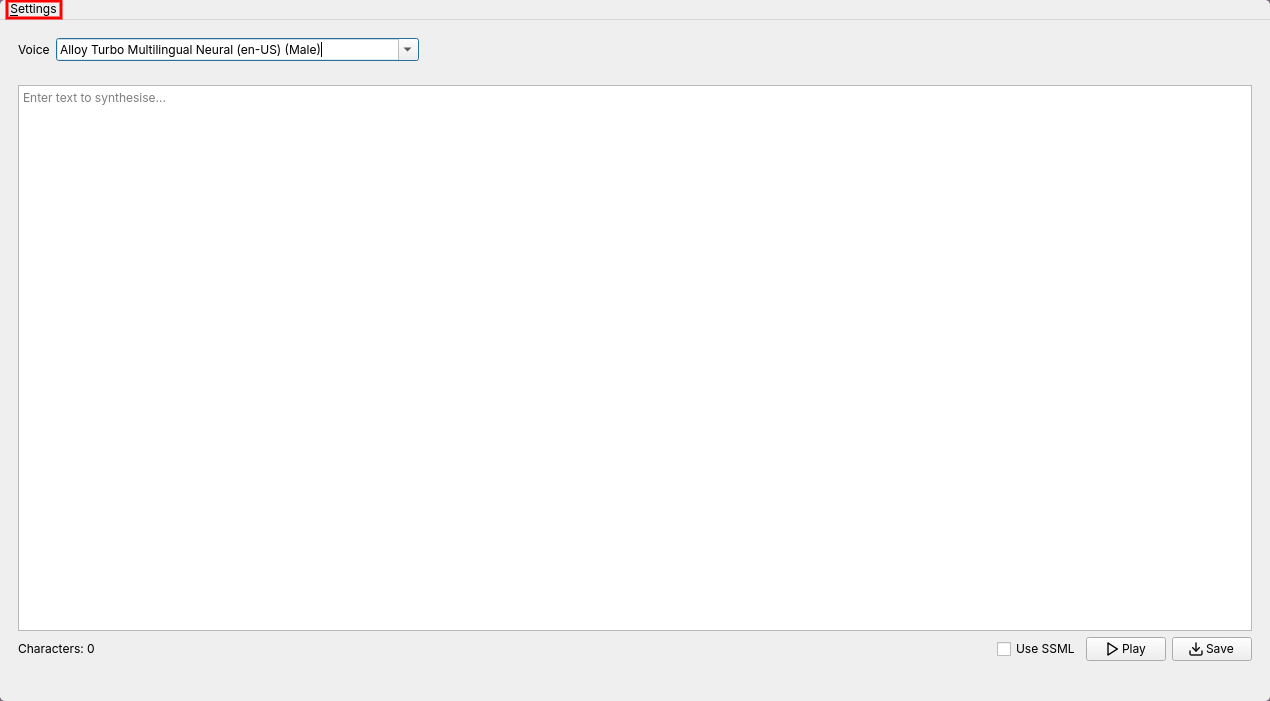 Settings
Voice Alloy Turbo Multilingual Neural (en-US) (Male)
Enter text to synthesise...
Characters: 0 Use SSML Play Save